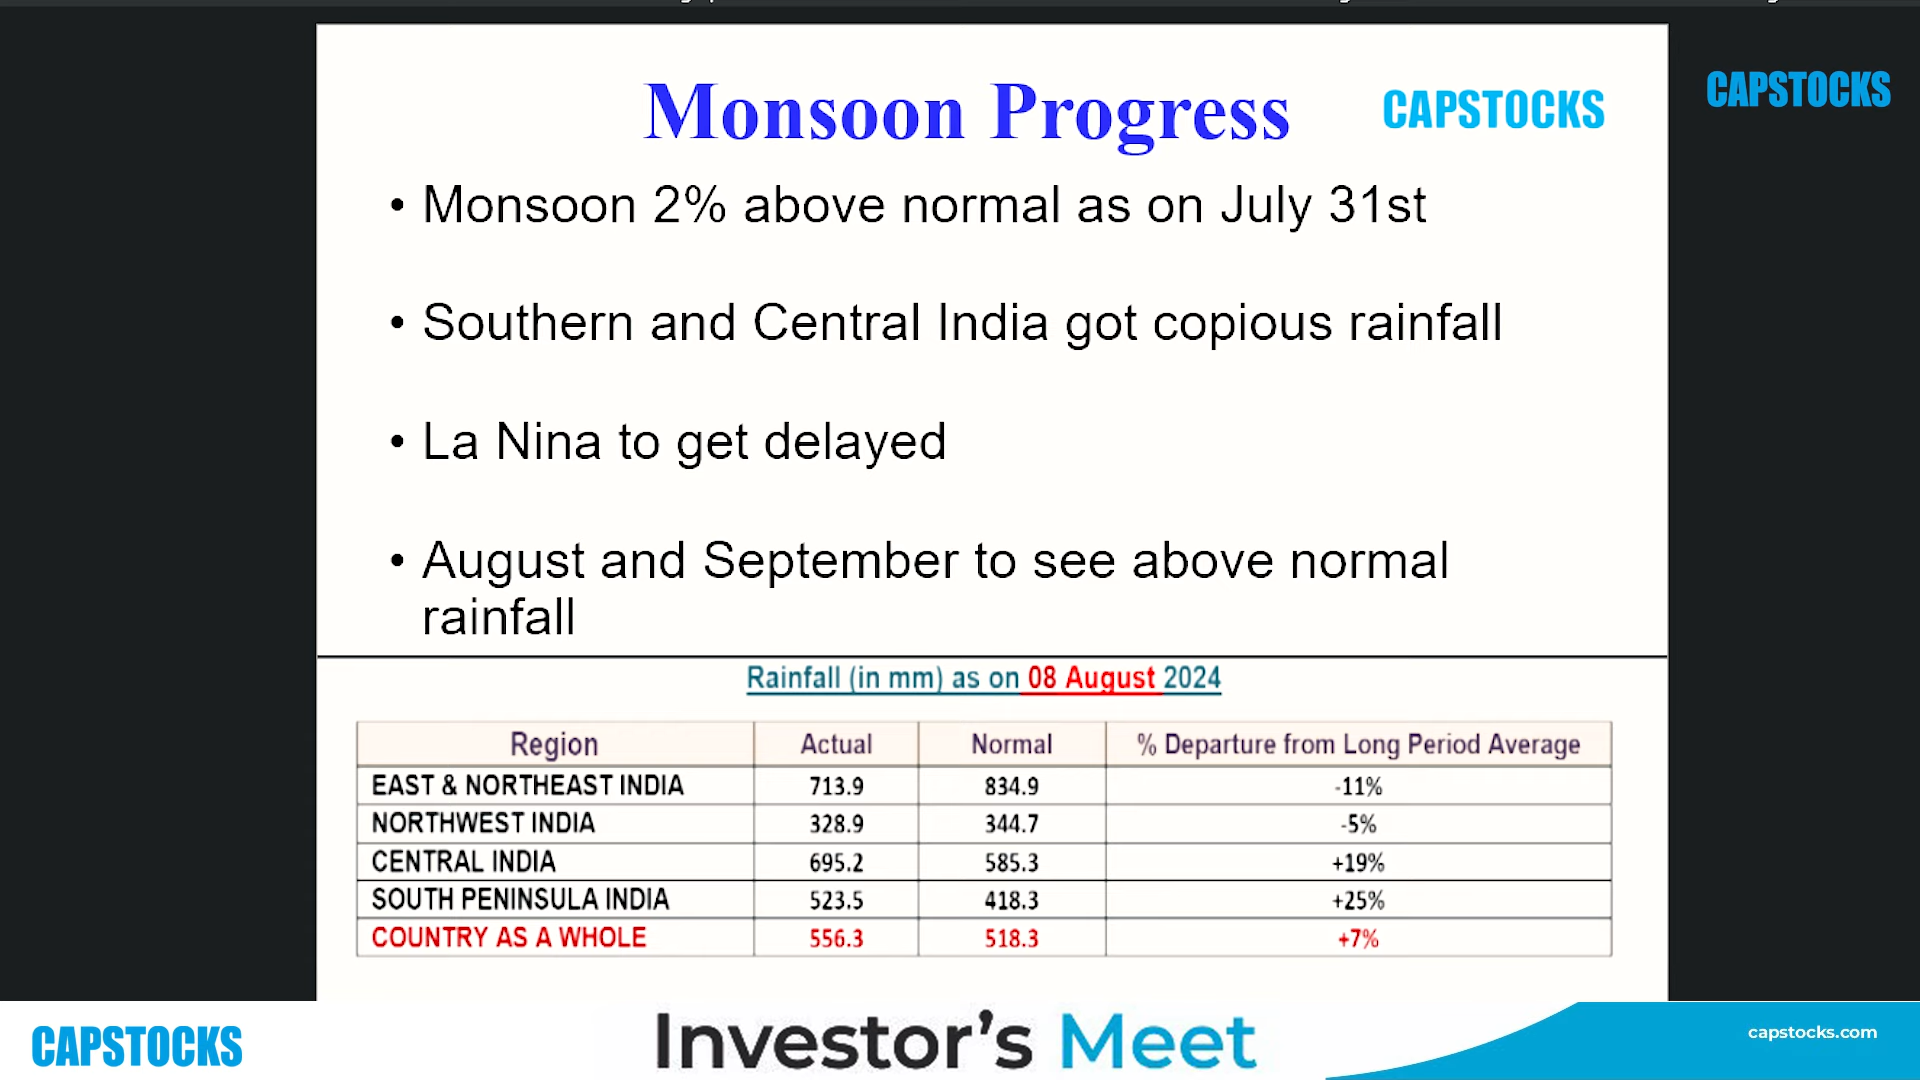 Monsoon Progress
CAPSTOCKS
CAPSTOCKS
• Monsoon 2% above normal as on July 31st
• Southern and Central India got copious rainfall
• La Nina to get delayed
• August and September to see above normal
rainfall
Rainfall (in mm) as on 08 August 2024
Region Actual Normal % Departure from Long Period Average
EAST & NORTHEAST INDIA 713.9 834.9 -11%
NORTHWEST INDIA 328.9 344.7 -5%
CENTRAL INDIA 695.2 585.3 +19%
SOUTH PENINSULA INDIA 523.5 418.3 +25%
COUNTRY AS A WHOLE 556.3 518.3 +7%
CAPSTOCKS
Investor's Meet
capstocks.com